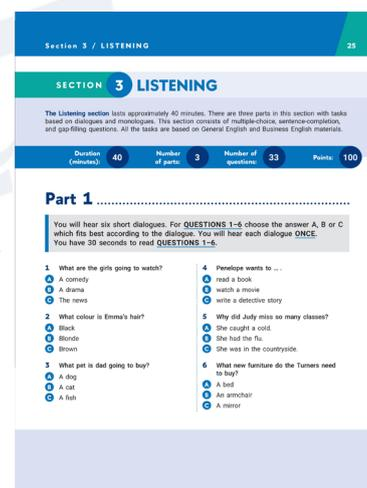 Section 3 / LISTENING
25
SECTION 3 LISTENING
The Listening section lasts approximately 40 minutes. There are three parts in this section with tasks
based on dialogues and monologues. This section consists of multiple-choice, sentence-completion,
and gap-filling questions. All the tasks are based on General English and Business English materials.
Duration (minutes): 40
Number of parts: 3
Number of questions: 33
Points: 100
Part 1
You will hear six short dialogues. For QUESTIONS 1–6 choose the answer A, B or C
which fits best according to the dialogue. You will hear each dialogue ONCE.
You have 30 seconds to read QUESTIONS 1–6.
1 What are the girls going to watch?
A A comedy
B A drama
C The news
2 What colour is Emma's hair?
A Black
B Blonde
C Brown
3 What pet is dad going to buy?
A A dog
B A cat
C A fish
4 Penelope wants to ... .
A read a book
B watch a movie
C write a detective story
5 Why did Judy miss so many classes?
A She caught a cold.
B She had the flu.
C She was in the countryside.
6 What new furniture do the Turners need
to buy?
A A bed
B An armchair
C A mirror